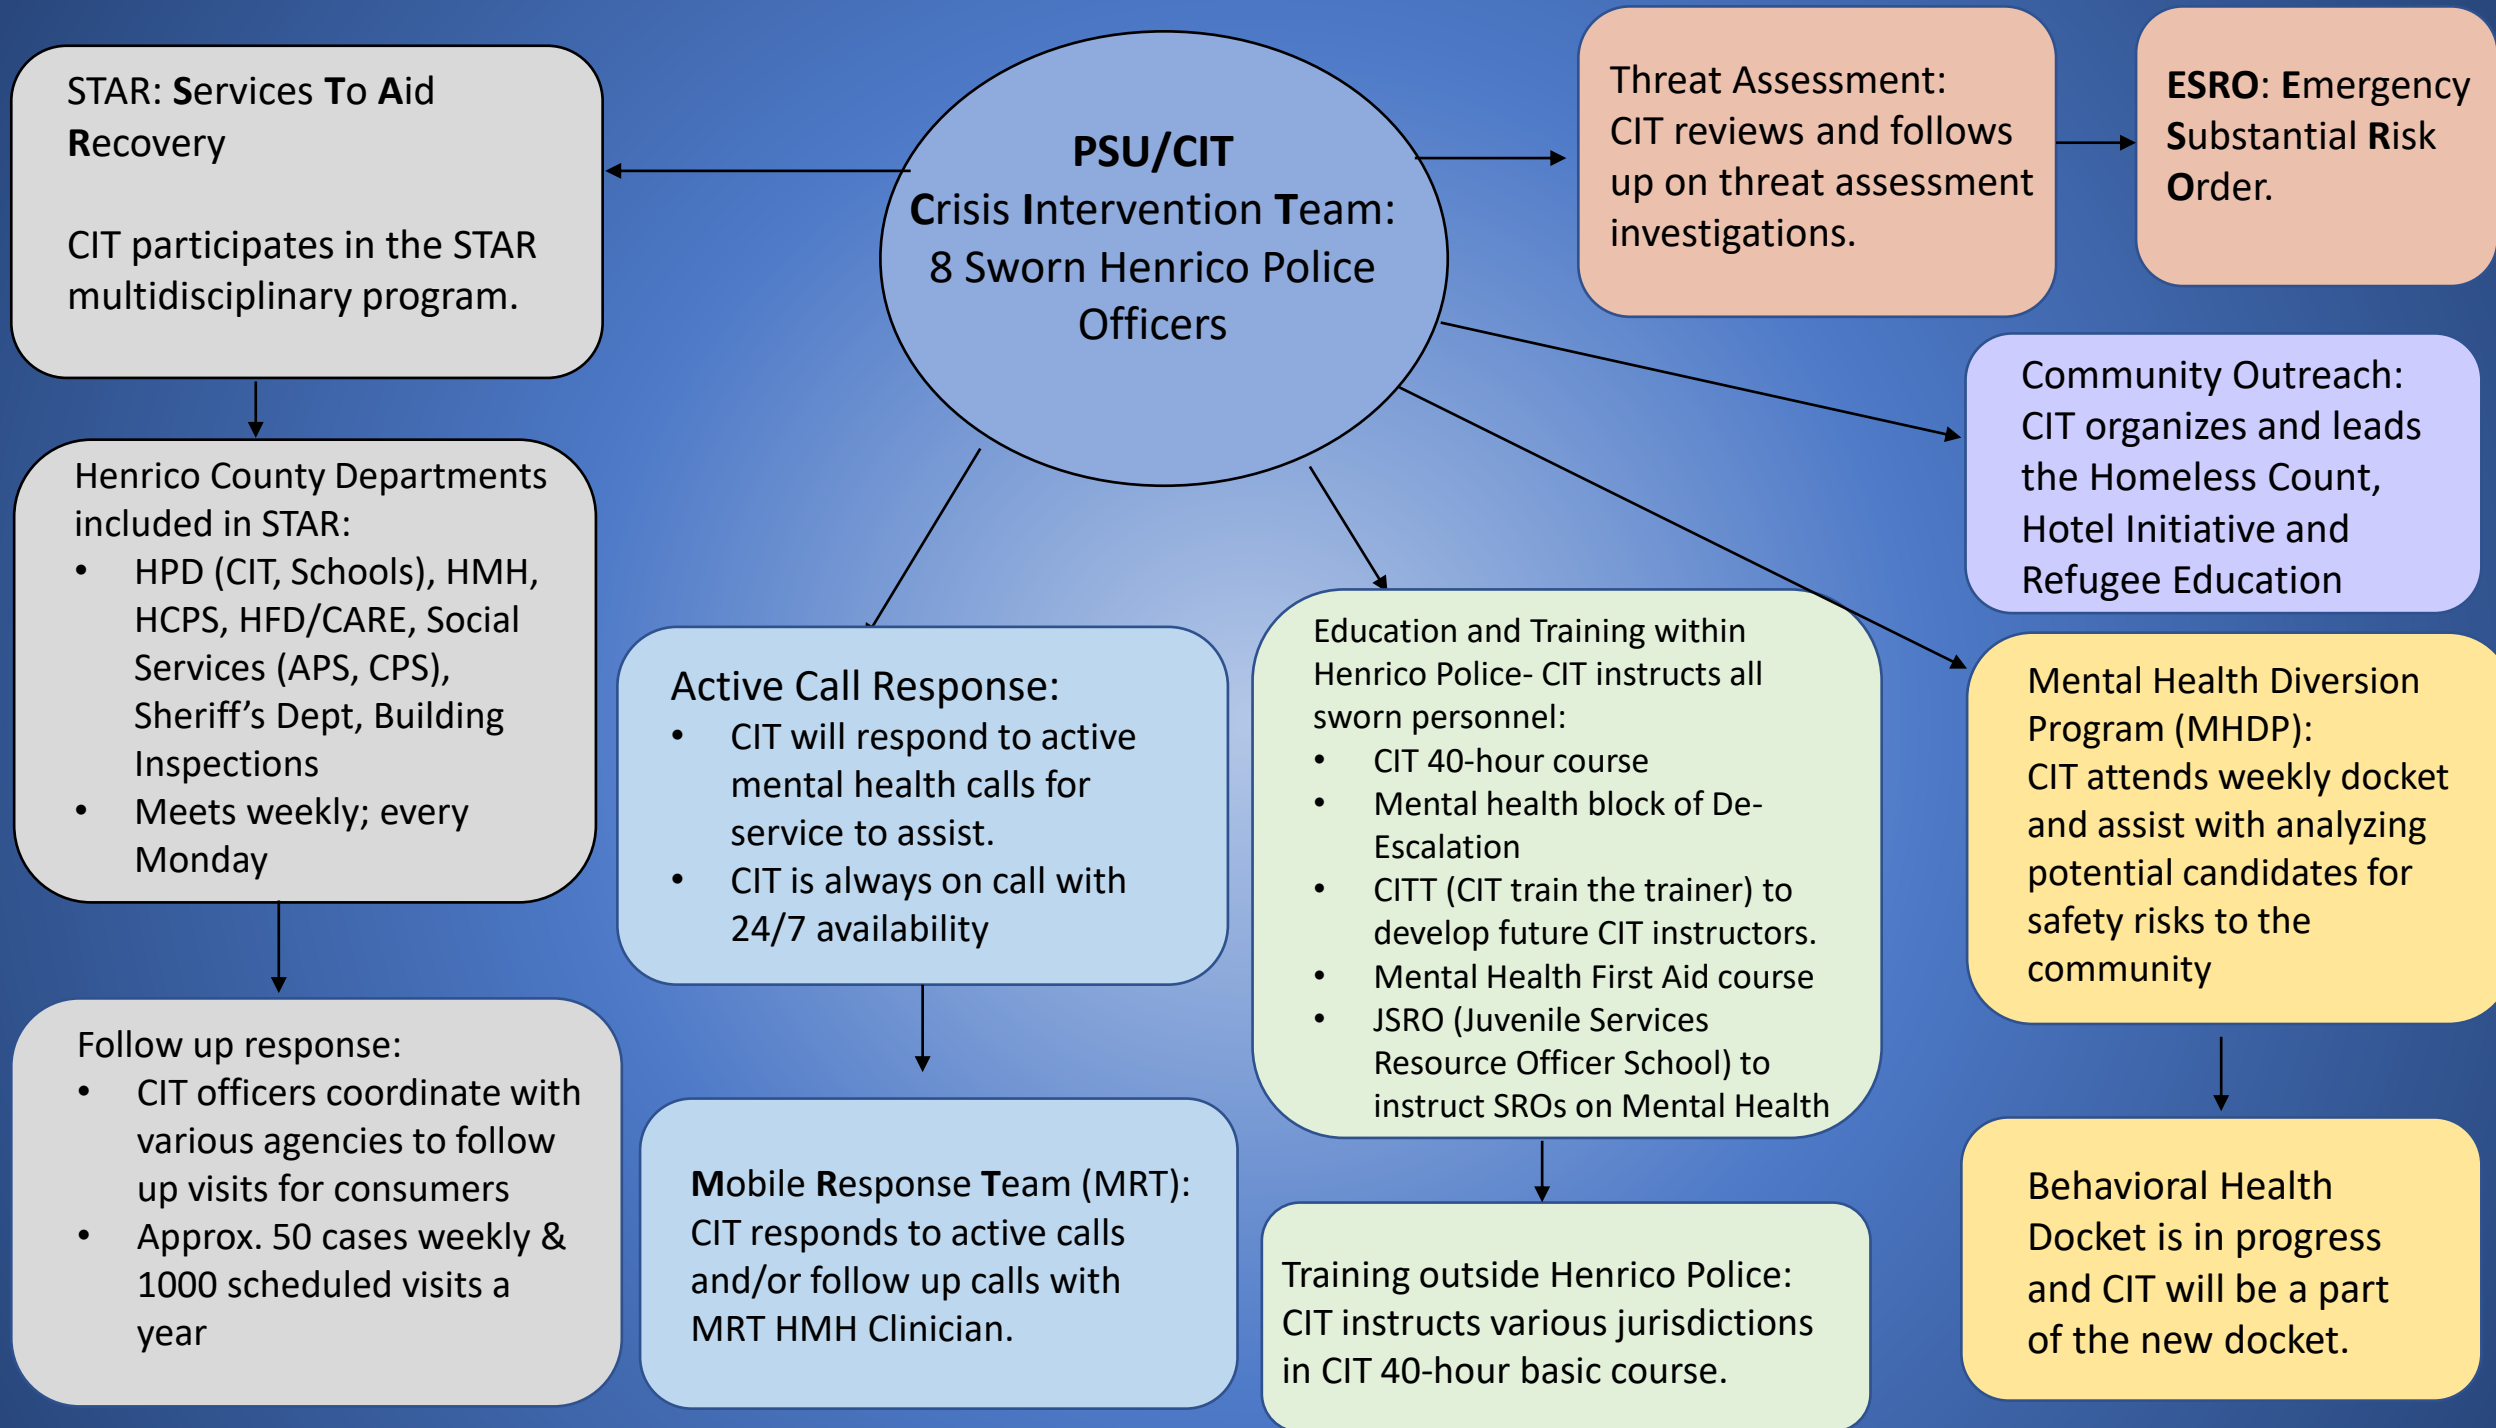 STAR: Services To Aid
Recovery
CIT participates in the STAR
multidisciplinary program.
PSU/CIT
Crisis Intervention Team:
8 Sworn Henrico Police
Officers
Threat Assessment:
CIT reviews and follows
up on threat assessment
investigations.
ESRO: Emergency
Substantial Risk
Order.
Henrico County Departments
included in STAR:
• HPD (CIT, Schools), HMH,
HCPS, HFD/CARE, Social
Services (APS, CPS),
Sheriff’s Dept, Building
Inspections
• Meets weekly; every
Monday
Follow up response:
• CIT officers coordinate with
various agencies to follow
up visits for consumers
• Approx. 50 cases weekly &
1000 scheduled visits a
year
Active Call Response:
• CIT will respond to active
mental health calls for
service to assist.
• CIT is always on call with
24/7 availability
Mobile Response Team (MRT):
CIT responds to active calls
and/or follow up calls with
MRT HMH Clinician.
Education and Training within
Henrico Police- CIT instructs all
sworn personnel:
• CIT 40-hour course
• Mental health block of De-
Escalation
• CITT (CIT train the trainer) to
develop future CIT instructors.
• Mental Health First Aid course
• JSRO (Juvenile Services
Resource Officer School) to
instruct SROs on Mental Health
Training outside Henrico Police:
CIT instructs various jurisdictions
in CIT 40-hour basic course.
Community Outreach:
CIT organizes and leads
the Homeless Count,
Hotel Initiative and
Refugee Education
Mental Health Diversion
Program (MHDP):
CIT attends weekly docket
and assist with analyzing
potential candidates for
safety risks to the
community
Behavioral Health
Docket is in progress
and CIT will be a part
of the new docket.